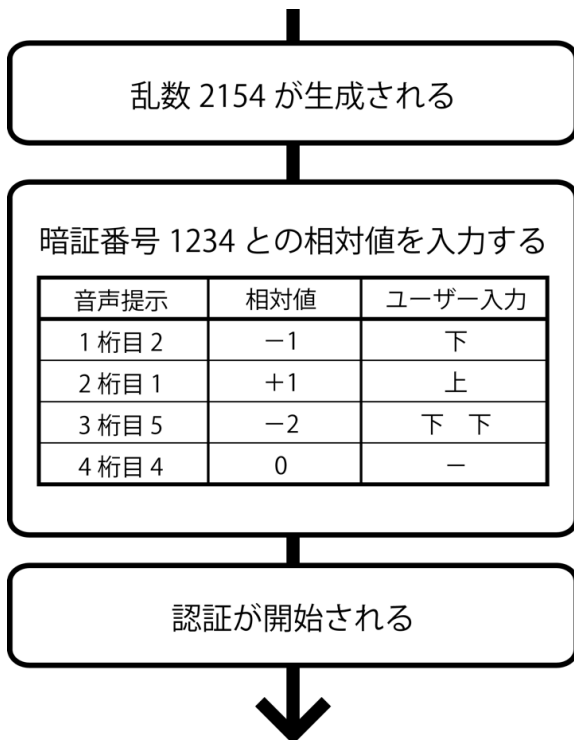 乱数 2154 が生成される
暗証番号 1234 との相対値を入力する
音声提示 相対値 ユーザー入力
1 桁目 2 －1 下
2 桁目 1 +1 上
3 桁目 5 －2 下 下
4 桁目 4 0 －
認証が開始される